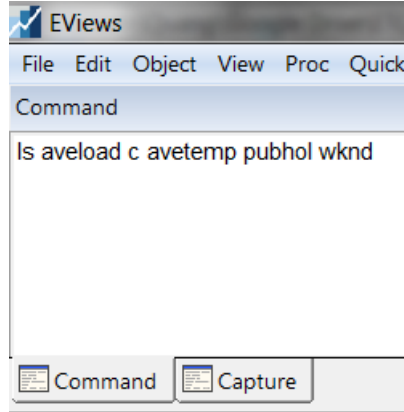 EViews
File Edit Object View Proc Quick
Command
ls aveload c avetemp pubhol wknd
Command Capture